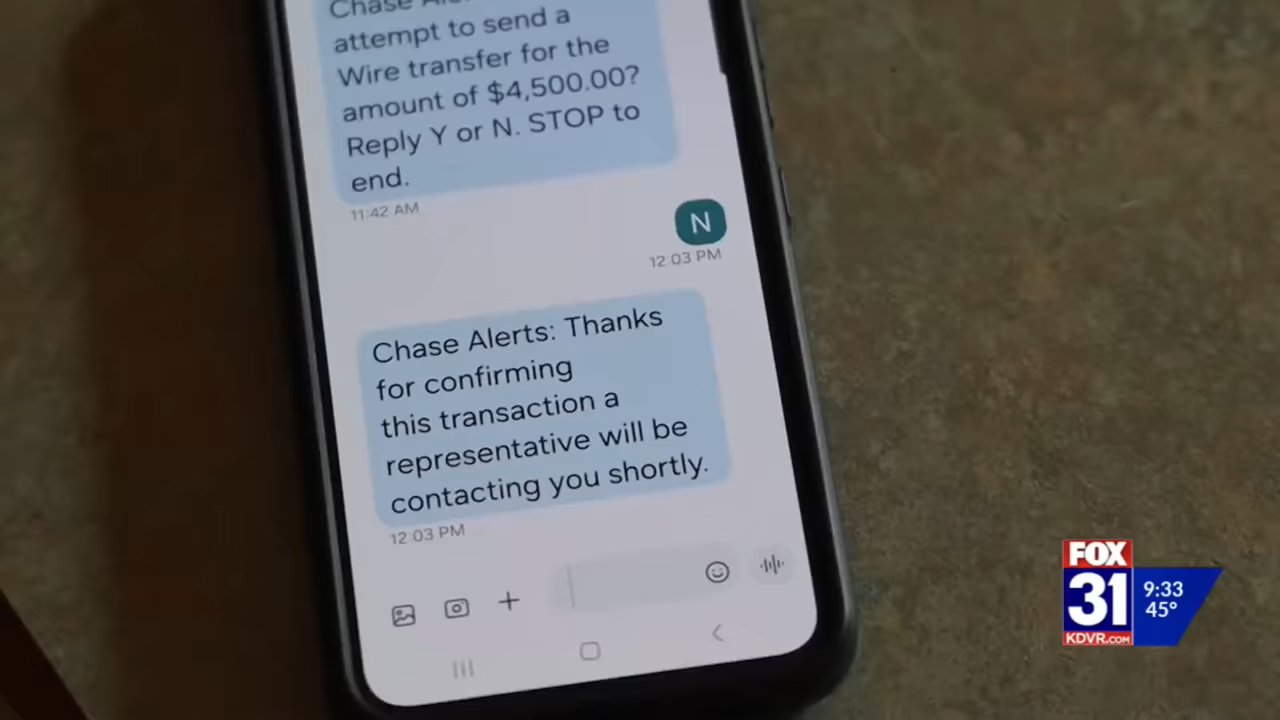 Chase
attempt to send a
Wire transfer for the
amount of $4,500.00?
Reply Y or N. STOP to
end.
11:42 AM
N
12:03 PM
Chase Alerts: Thanks
for confirming
this transaction a
representative will be
contacting you shortly.
12:03 PM
FOX
31
KDVR.COM
9:33
45°